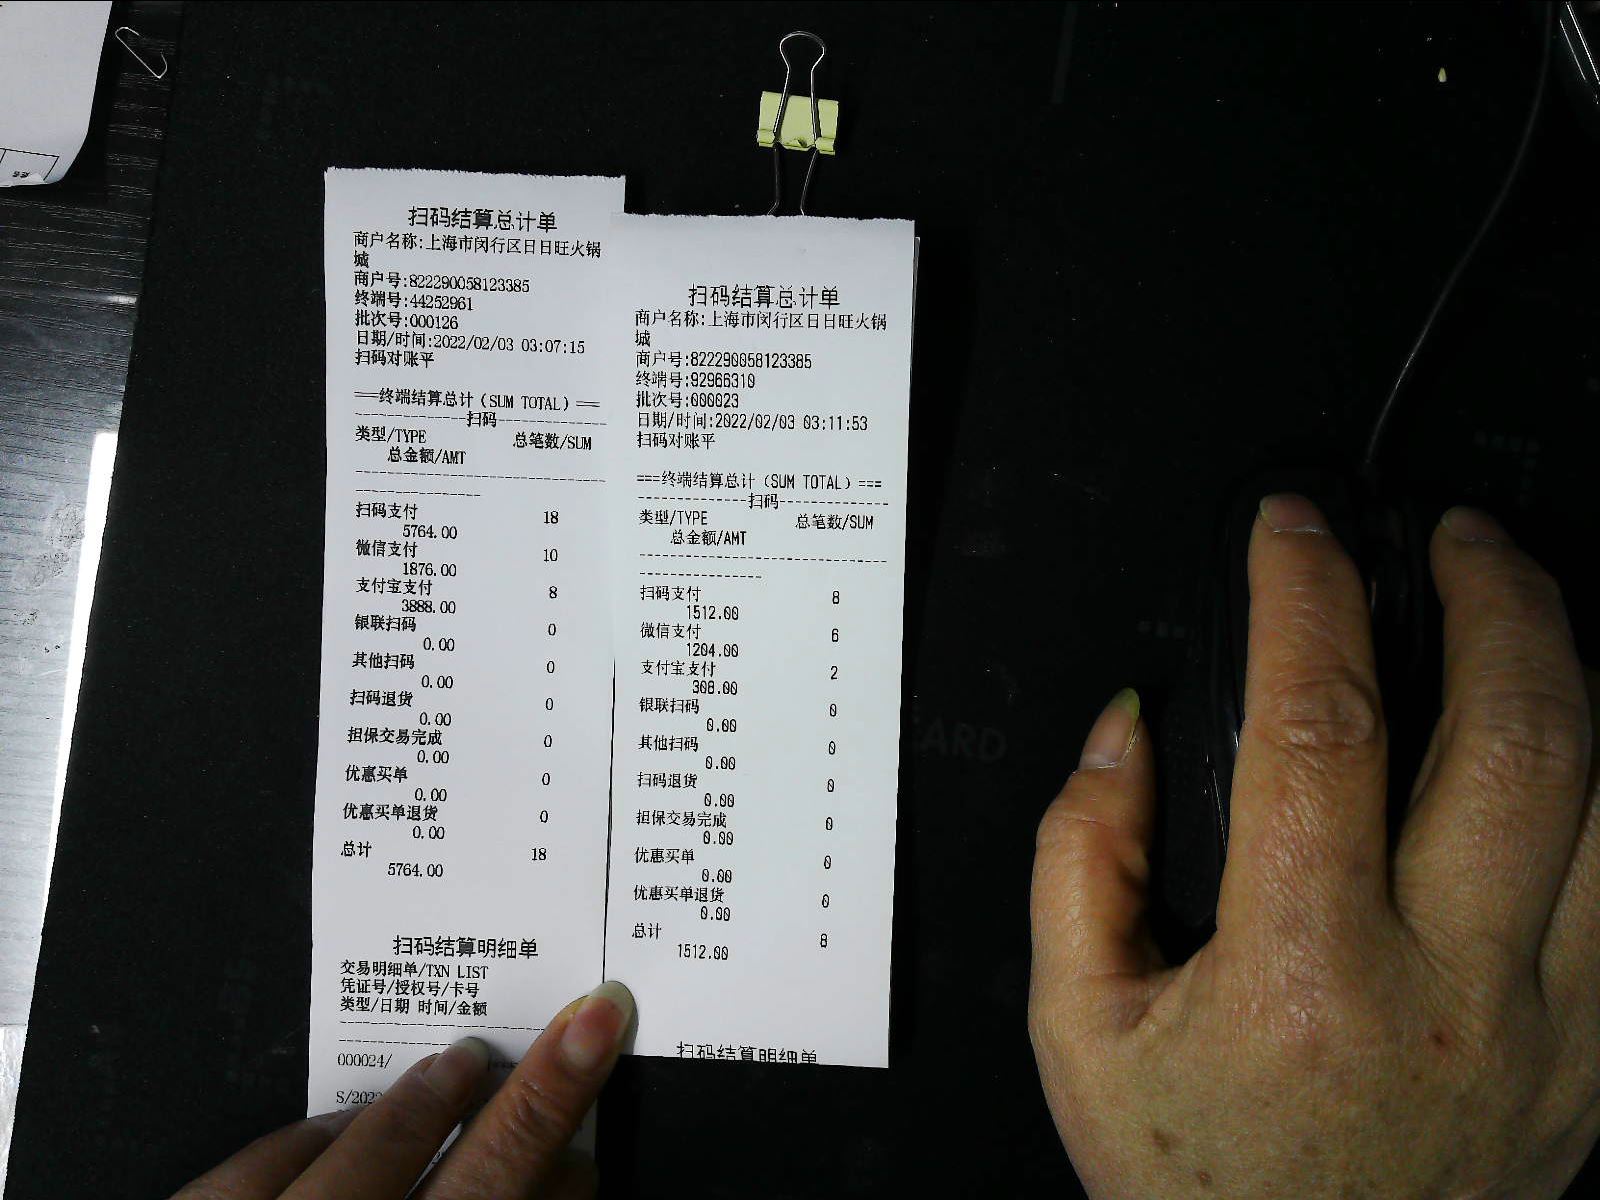 扫码结算总计单
商户名称:上海市闵行区日日旺火锅
城
商户号:822290058123385
终端号:44252961
批次号:000126
日期/时间:2022/02/03 03:07:15
扫码对账平
===终端结算总计(SUM TOTAL)===
---------------扫码---------------
类型/TYPE 总笔数/SUM
总金额/AMT
扫码支付 18
5764.00
微信支付 10
1876.00
支付宝支付 8
3888.00
银联扫码 0
0.00
其他扫码 0
0.00
扫码退货 0
0.00
担保交易完成 0
0.00
优惠买单 0
0.00
优惠买单退货 0
0.00
总计 18
5764.00
扫码结算明细单
交易明细单/TXN LIST
凭证号/授权号/卡号
类型/日期 时间/金额
000024/
S/202
扫码结算总计单
商户名称:上海市闵行区日日旺火锅
城
商户号:822290058123385
终端号:92966310
批次号:000023
日期/时间:2022/02/03 03:11:53
扫码对账平
===终端结算总计(SUM TOTAL)===
---------------扫码---------------
类型/TYPE 总笔数/SUM
总金额/AMT
扫码支付 8
1512.00
微信支付 6
1204.00
支付宝支付 2
308.00
银联扫码 0
0.00
其他扫码 0
0.00
扫码退货 0
0.00
担保交易完成 0
0.00
优惠买单 0
0.00
优惠买单退货 0
0.00
总计 8
1512.00
扫码结算明细单